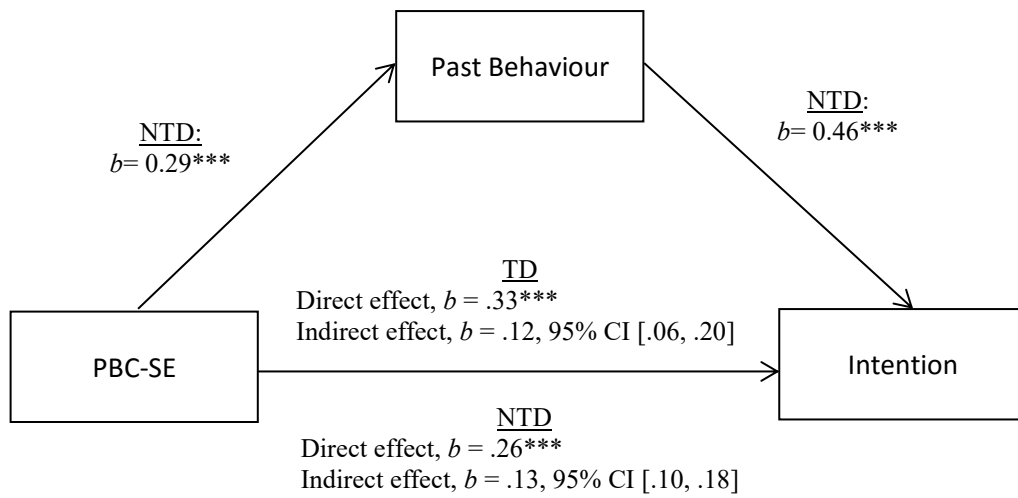 Past Behaviour
NTD:
b= 0.29***
NTD:
b= 0.46***
TD
Direct effect, b = .33***
Indirect effect, b = .12, 95% CI [.06, .20]
PBC-SE
Intention
NTD
Direct effect, b = .26***
Indirect effect, b = .13, 95% CI [.10, .18]